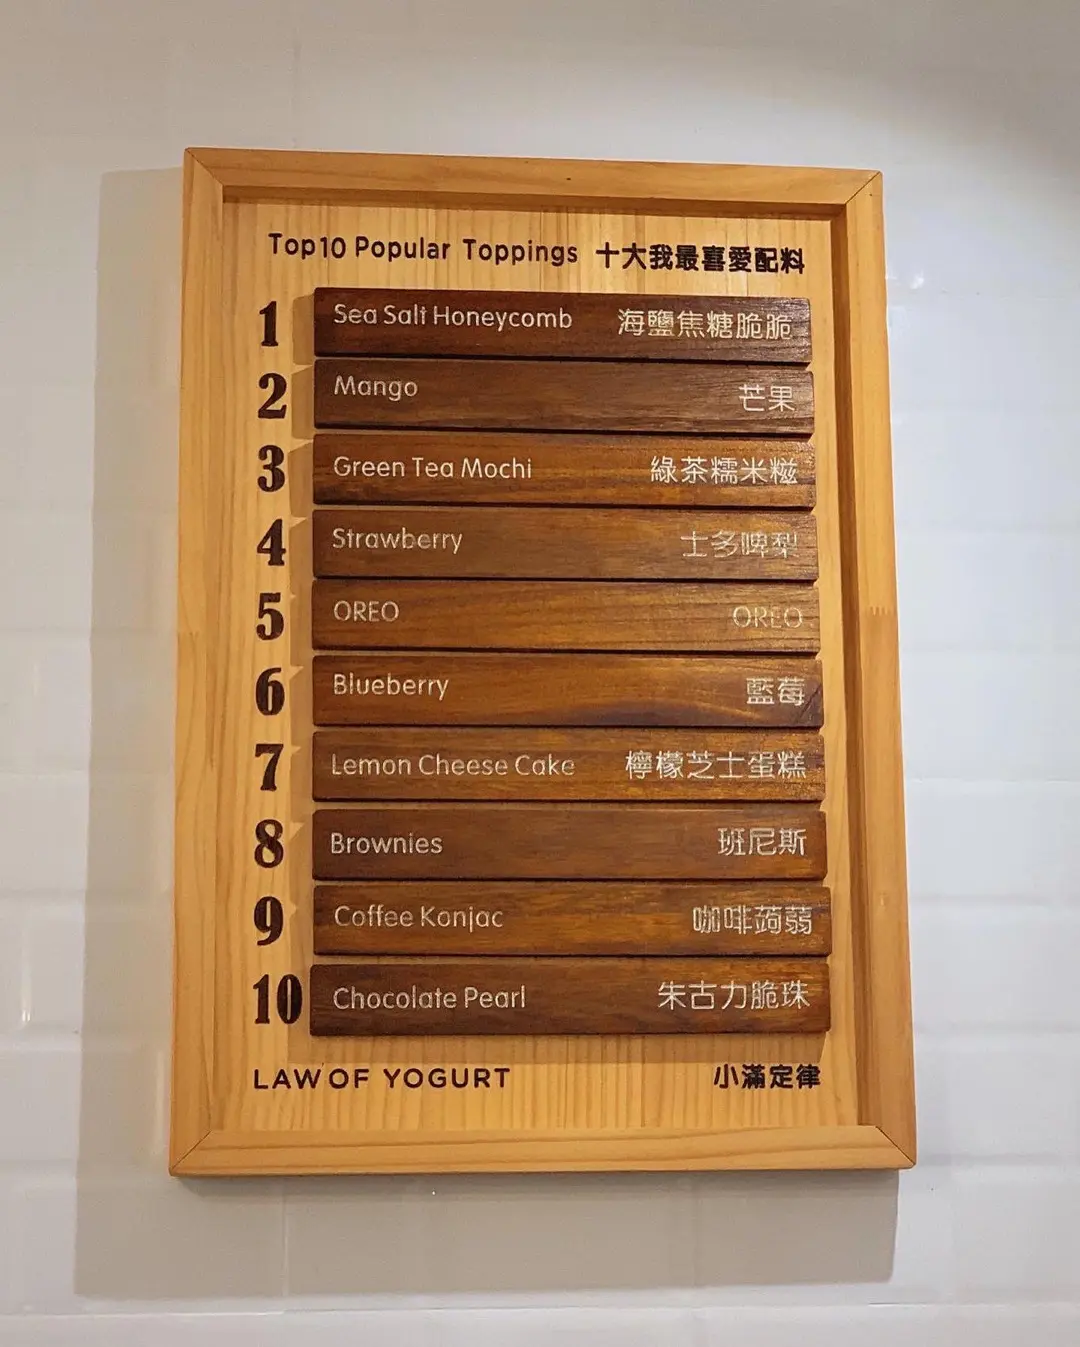 Top10 Popular Toppings 十大我最喜愛配料
1 Sea Salt Honeycomb 海鹽焦糖脆脆
2 Mango 芒果
3 Green Tea Mochi 綠茶糯米糍
4 Strawberry 士多啤梨
5 OREO OREO
6 Blueberry 藍莓
7 Lemon Cheese Cake 檸檬芝士蛋糕
8 Brownies 班尼斯
9 Coffee Konjac 咖啡蒟蒻
10 Chocolate Pearl 朱古力脆珠
LAW OF YOGURT 小滿定律